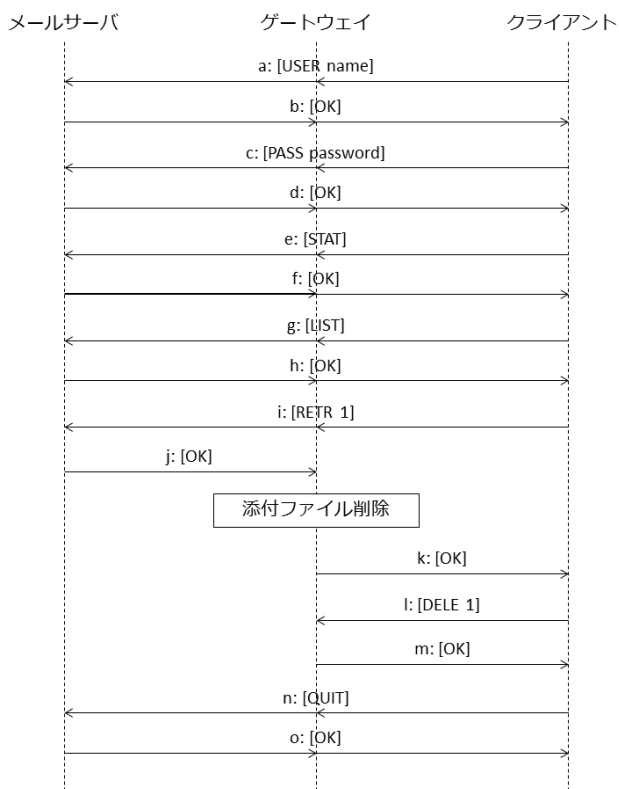 メールサーバ ゲートウェイ クライアント
a: [USER name]
b: [OK]
c: [PASS password]
d: [OK]
e: [STAT]
f: [OK]
g: [LIST]
h: [OK]
i: [RETR 1]
j: [OK]
添付ファイル削除
k: [OK]
l: [DELE 1]
m: [OK]
n: [QUIT]
o: [OK]